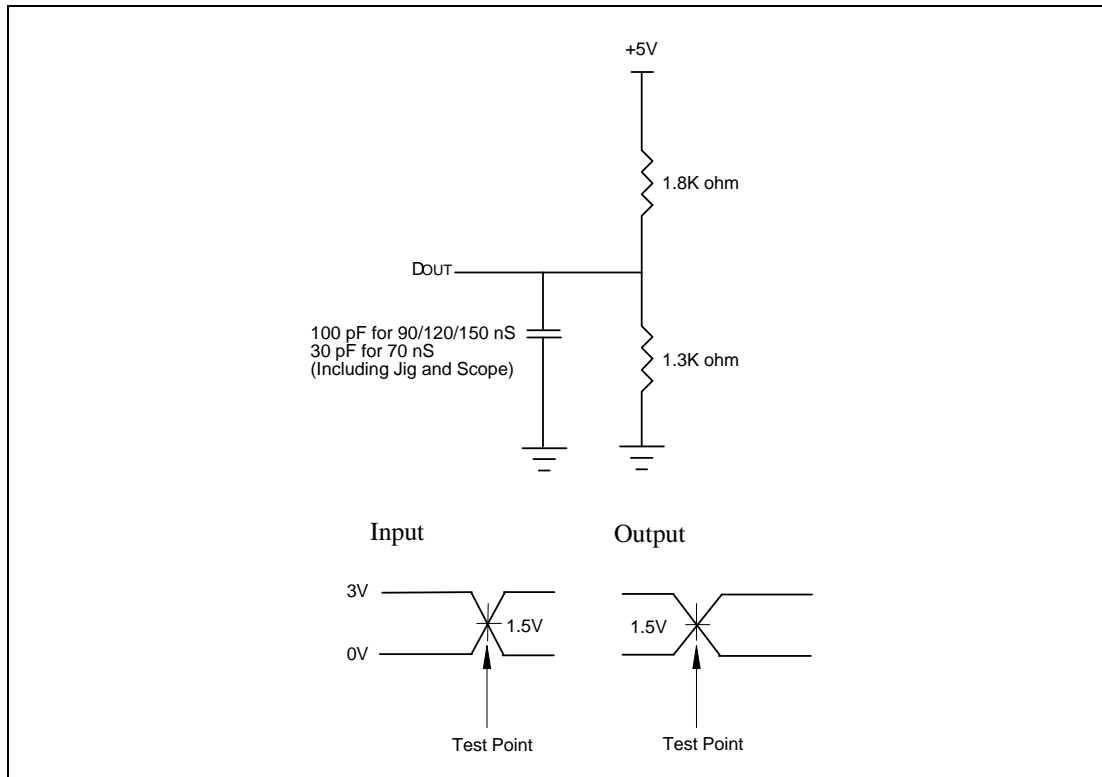 +5V
1.8K ohm
DOUT
100 pF for 90/120/150 nS
30 pF for 70 nS
(Including Jig and Scope)
1.3K ohm
Input
Output
3V
1.5V
1.5V
0V
Test Point
Test Point